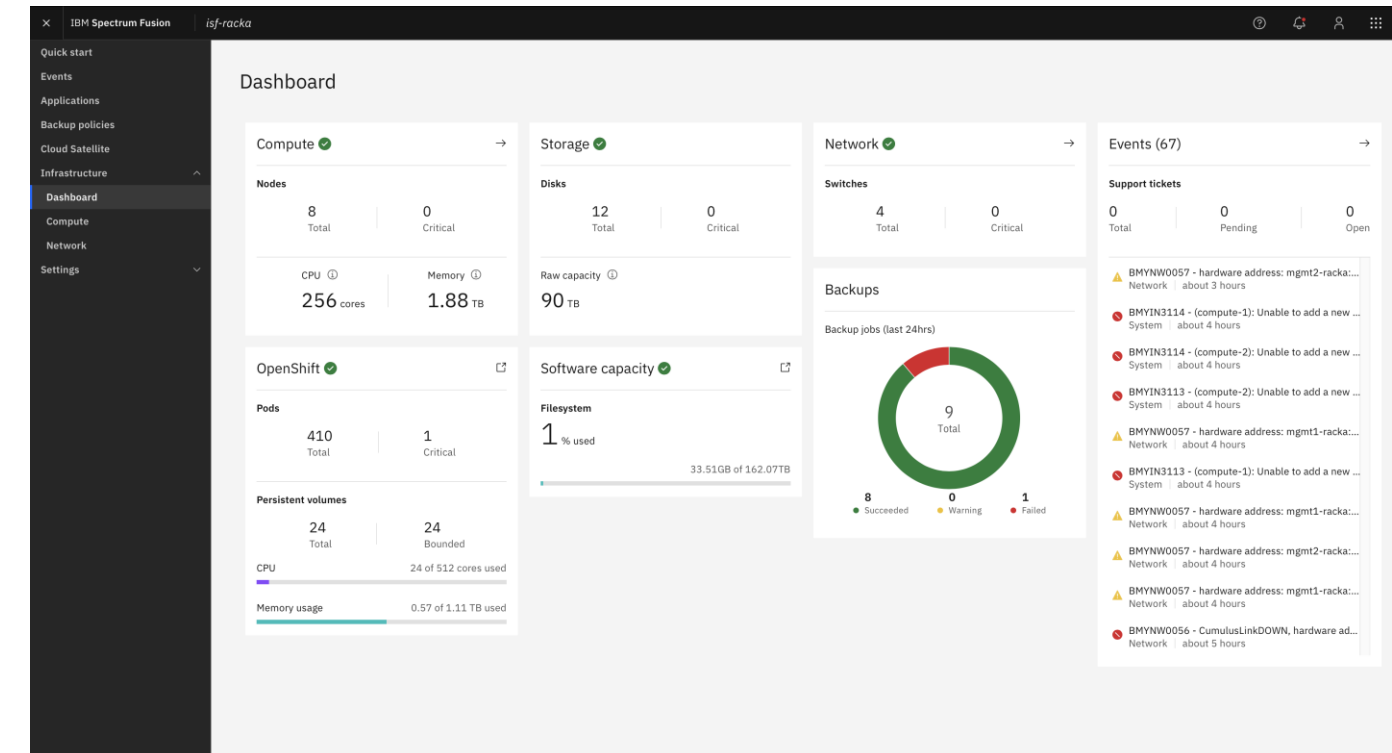 IBM Spectrum Fusion
isf-racka
Quick start
Events
Applications
Backup policies
Cloud Satellite
Infrastructure
Dashboard
Compute
Network
Settings
Dashboard
Compute
Nodes
8 0
Total Critical
CPU Memory
256 cores 1.88 TB
Storage
Disks
12 0
Total Critical
Raw capacity
90 TB
Network
Switches
4 0
Total Critical
Events (67)
Support tickets
0 0 0
Total Pending Open
BMYNW0057 - hardware address: mgmt2-racka:...
Network about 3 hours
BMYIN3114 - (compute-1): Unable to add a new ...
System about 4 hours
BMYIN3114 - (compute-2): Unable to add a new ...
System about 4 hours
BMYIN3113 - (compute-2): Unable to add a new ...
System about 4 hours
BMYNW0057 - hardware address: mgmt1-racka:...
Network about 4 hours
BMYIN3113 - (compute-1): Unable to add a new ...
System about 4 hours
BMYNW0057 - hardware address: mgmt1-racka:...
Network about 4 hours
BMYNW0057 - hardware address: mgmt2-racka:...
Network about 4 hours
BMYNW0057 - hardware address: mgmt1-racka:...
Network about 4 hours
BMYNW0056 - CumulusLinkDOWN, hardware ad...
Network about 5 hours
OpenShift
Pods
410 1
Total Critical
Persistent volumes
24 24
Total Bounded
CPU 24 of 512 cores used
Memory usage 0.57 of 1.11 TB used
Software capacity
Filesystem
1 % used
33.51GB of 162.07TB
Backups
Backup jobs (last 24hrs)
9
Total
8 0 1
Succeeded Warning Failed